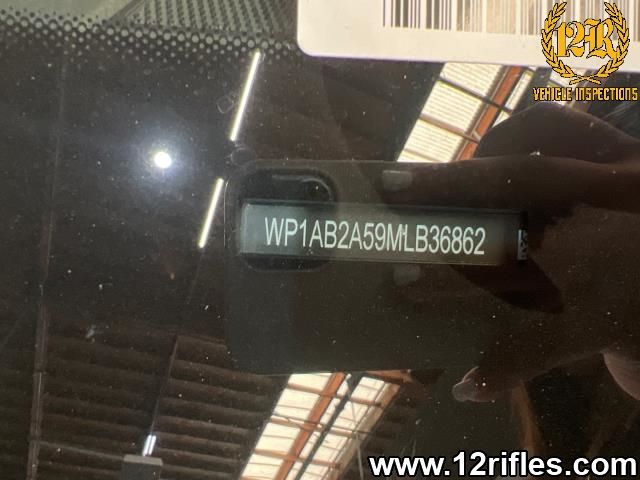 12R
VEHICLE INSPECTIONS
WP1AB2A59MLB36862
www.12rifles.com